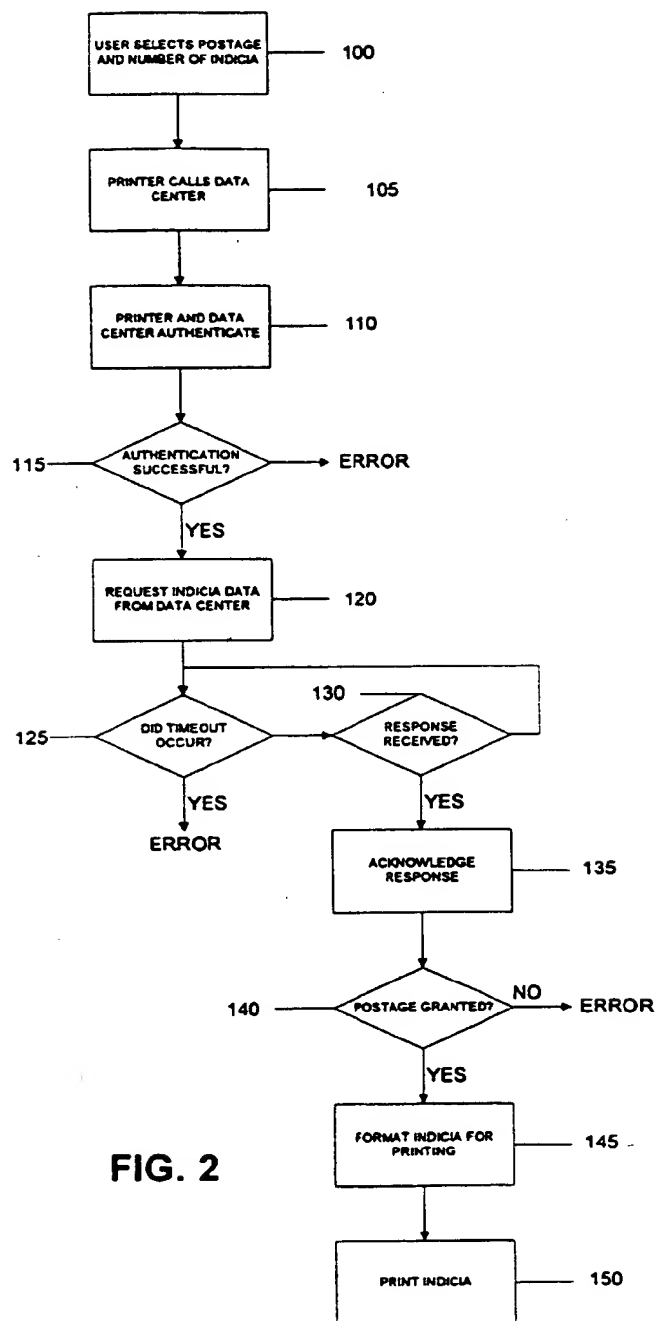 USER SELECTS POSTAGE
AND NUMBER OF INDICIA
100
PRINTER CALLS DATA
CENTER
105
PRINTER AND DATA
CENTER AUTHENTICATE
110
115
AUTHENTICATION
SUCCESSFUL?
ERROR
YES
REQUEST INDICIA DATA
FROM DATA CENTER
120
125
DID TIMEOUT
OCCUR?
130
RESPONSE
RECEIVED?
YES
ERROR
YES
ACKNOWLEDGE
RESPONSE
135
140
POSTAGE GRANTED?
NO
ERROR
YES
FORMAT INDICIA FOR
PRINTING
145
FIG. 2
PRINT INDICIA
150